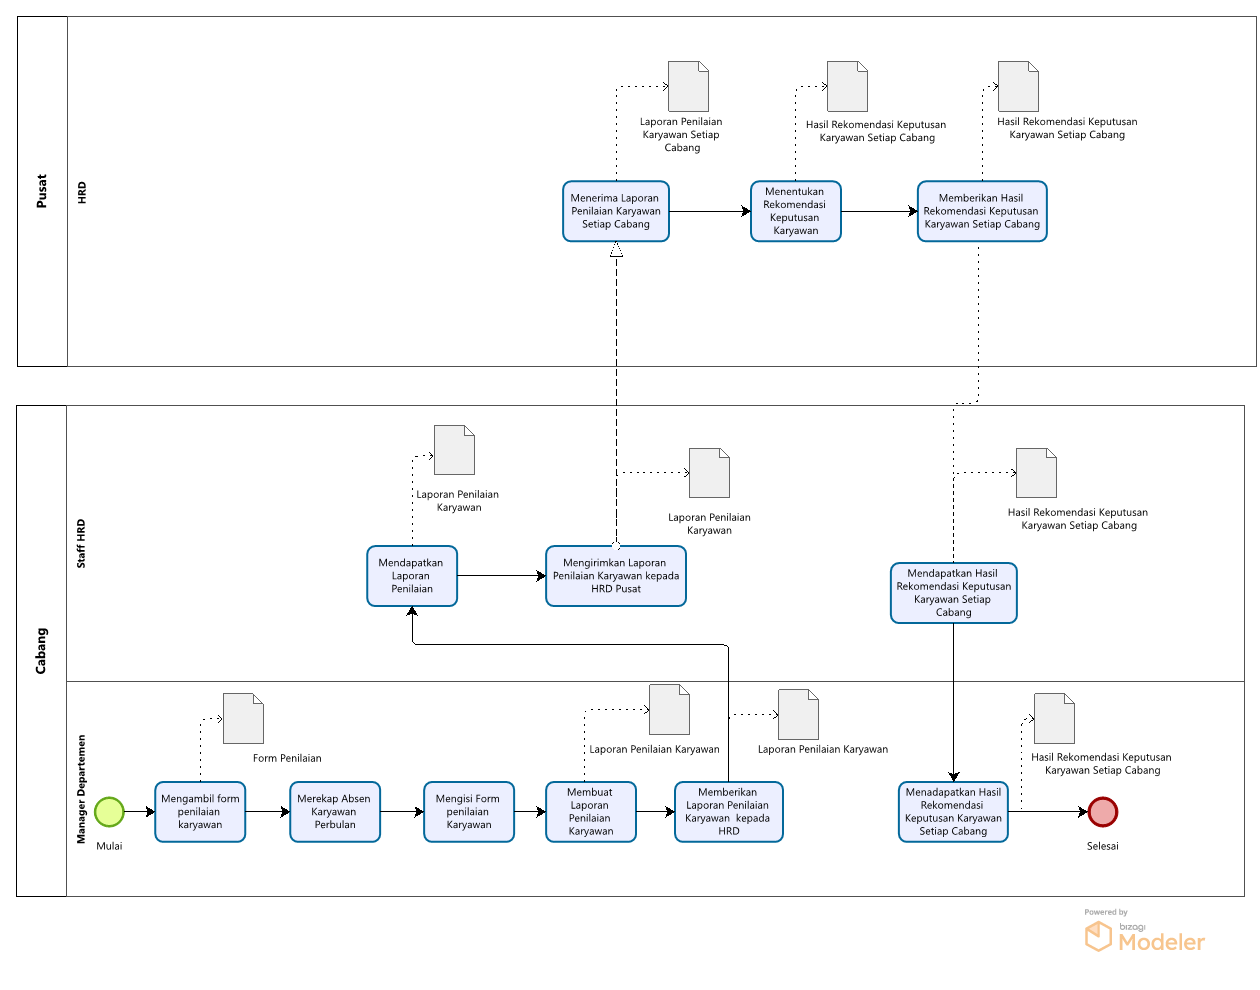 Pusat
HRD
Laporan Penilaian
Karyawan Setiap
Cabang
Hasil Rekomendasi Keputusan
Karyawan Setiap Cabang
Hasil Rekomendasi Keputusan
Karyawan Setiap Cabang
Menerima Laporan
Penilaian Karyawan
Setiap Cabang
Menentukan
Rekomendasi
Keputusan
Karyawan
Memberikan Hasil
Rekomendasi Keputusan
Karyawan Setiap Cabang
Cabang
Staff HRD
Laporan Penilaian
Karyawan
Laporan Penilaian
Karyawan
Hasil Rekomendasi Keputusan
Karyawan Setiap Cabang
Mendapatkan
Laporan
Penilaian
Mengirimkan Laporan
Penilaian Karyawan kepada
HRD Pusat
Mendapatkan Hasil
Rekomendasi Keputusan
Karyawan Setiap
Cabang
Manager Departemen
Form Penilaian
Laporan Penilaian Karyawan
Laporan Penilaian Karyawan
Hasil Rekomendasi Keputusan
Karyawan Setiap Cabang
Mulai
Mengambil form
penilaian
karyawan
Merekap Absen
Karyawan
Perbulan
Mengisi Form
penilaian
Karyawan
Membuat
Laporan
Penilaian
Karyawan
Memberikan
Laporan Penilaian
Karyawan kepada
HRD
Menadapatkan Hasil
Rekomendasi
Keputusan Karyawan
Setiap Cabang
Selesai
Powered by
bizagi
Modeler